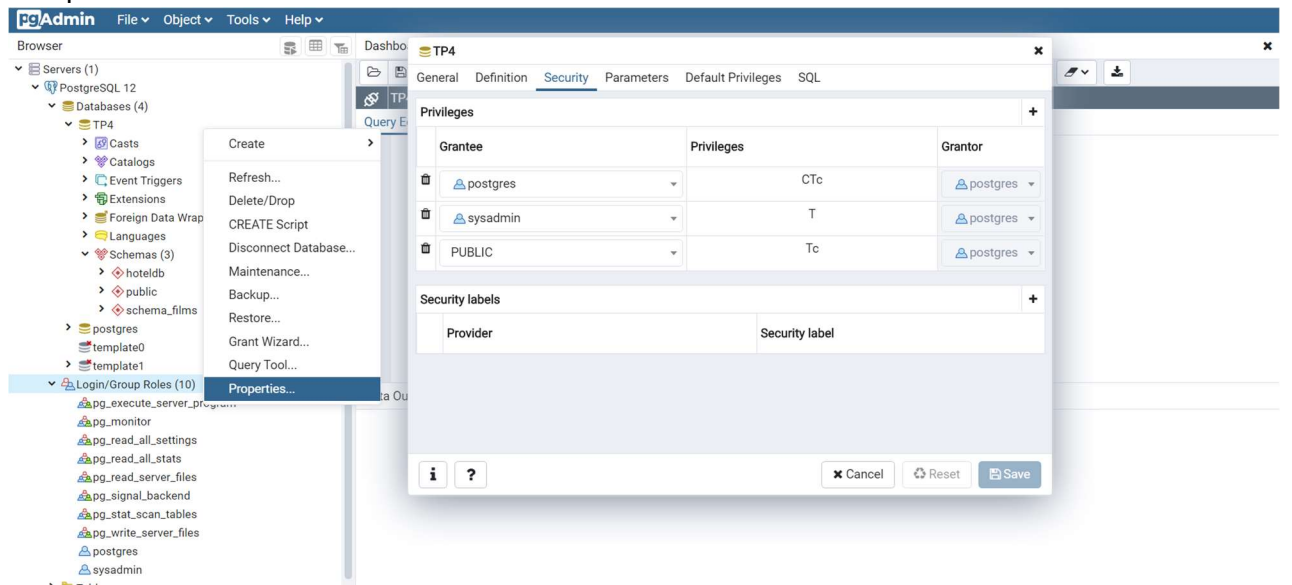 pgAdmin File Object Tools Help
Browser
Servers (1)
PostgreSQL 12
Databases (4)
TP4
Casts
Catalogs
Event Triggers
Extensions
Foreign Data Wrap
Languages
Schemas (3)
hoteldb
public
schema_films
postgres
template0
template1
Login/Group Roles (10)
pg_execute_server_program
pg_monitor
pg_read_all_settings
pg_read_all_stats
pg_read_server_files
pg_signal_backend
pg_stat_scan_tables
pg_write_server_files
postgres
sysadmin
Create
Refresh...
Delete/Drop
CREATE Script
Disconnect Database...
Maintenance...
Backup...
Restore...
Grant Wizard...
Query Tool...
Properties...
Dashbo
TP
Query E
ta Ou
TP4
General Definition Security Parameters Default Privileges SQL
Privileges
Grantee Privileges Grantor
postgres CTc postgres
sysadmin T postgres
PUBLIC Tc postgres
Security labels
Provider Security label
i ? Cancel Reset Save